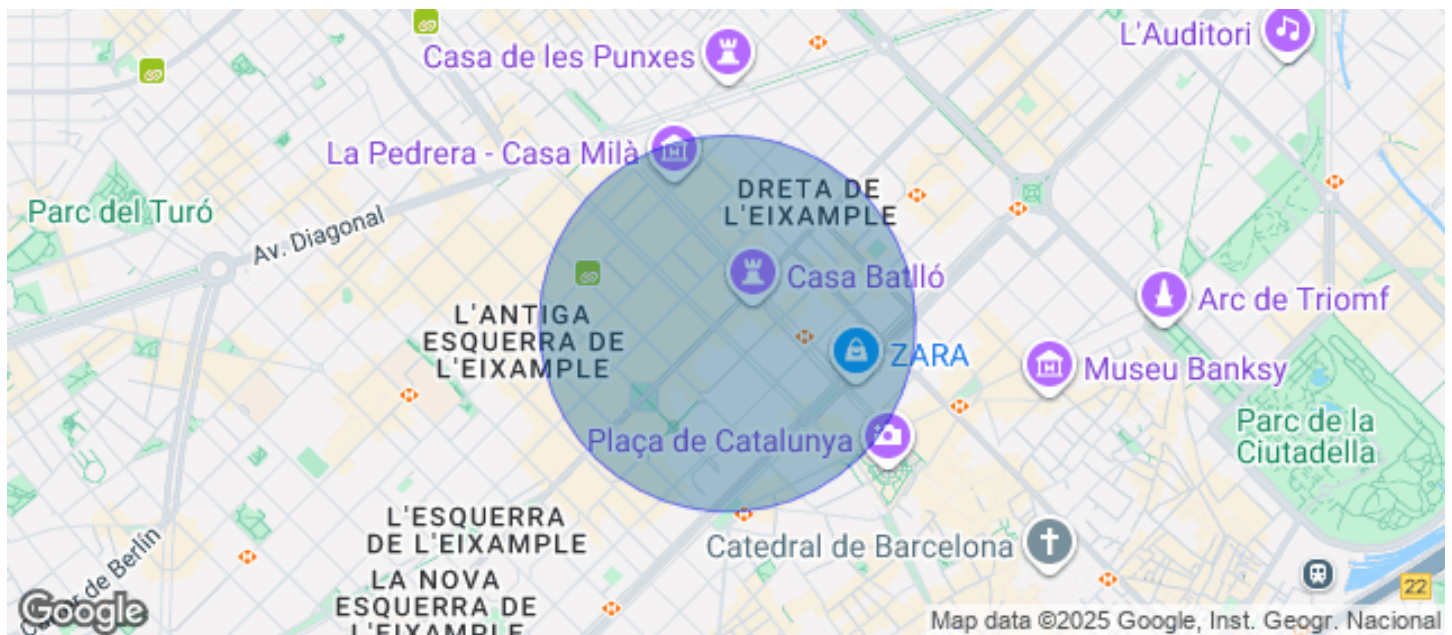 L'Auditori
Casa de les Punxes
La Pedrera - Casa Milà
DRETA DE
L'EIXAMPLE
Parc del Turó
Av. Diagonal
Casa Batlló
Arc de Triomf
L'ANTIGA
ESQUERRA DE
L'EIXAMPLE
ZARA
Museu Banksy
Plaça de Catalunya
Parc de la
Ciutadella
L'ESQUERRA
DE L'EIXAMPLE
Catedral de Barcelona
de Berlín
LA NOVA
ESQUERRA DE
L'EIXAMPLE
22
Google
Map data ©2025 Google, Inst. Geogr. Nacional